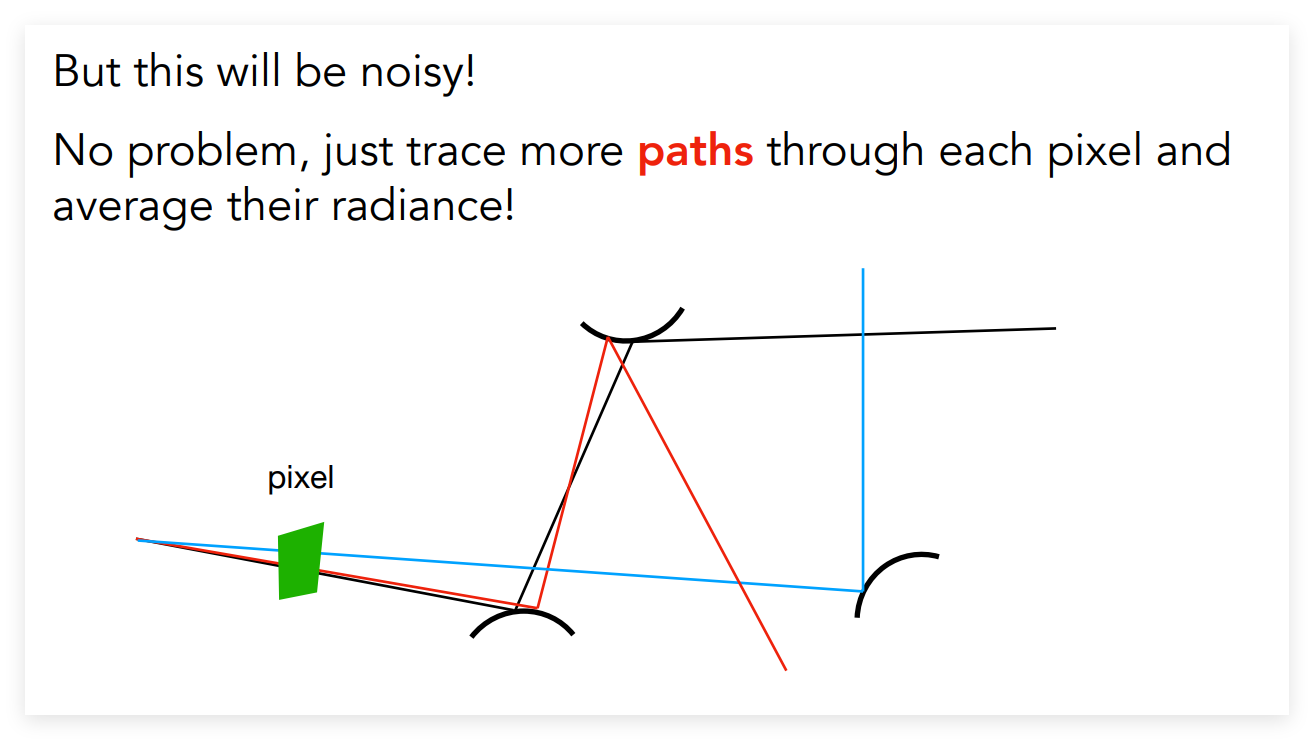 But this will be noisy!
No problem, just trace more paths through each pixel and
average their radiance!
pixel